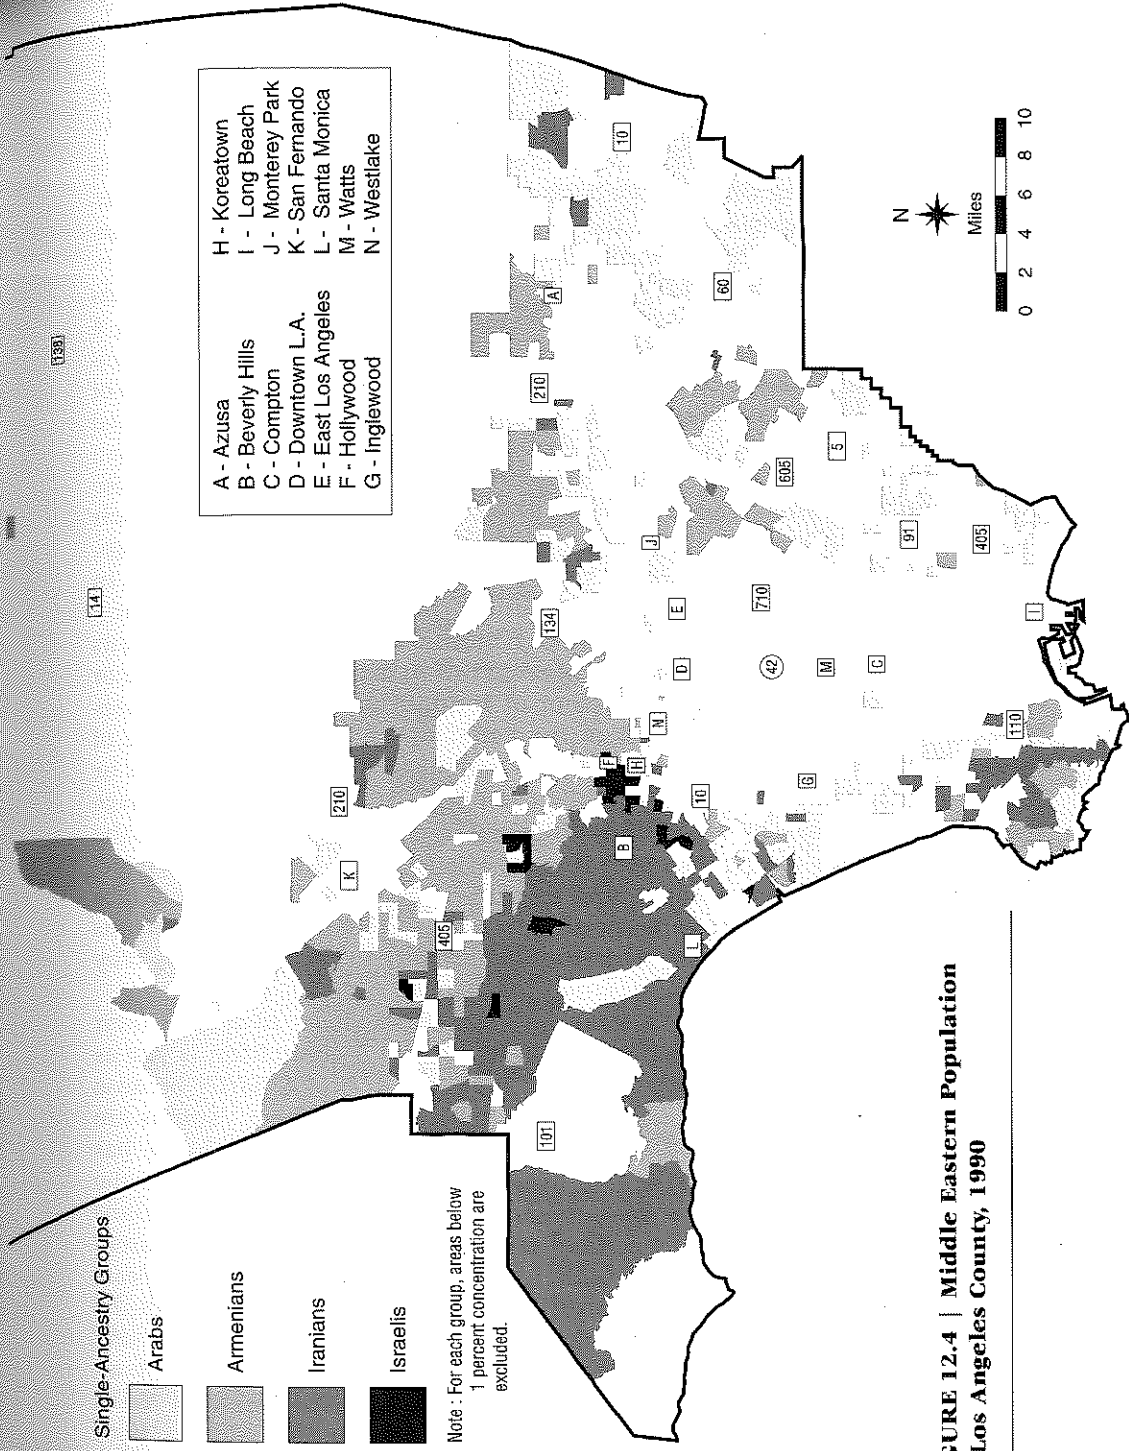 Single-Ancestry Groups
Arabs
Armenians
Iranians
Israelis
Note : For each group, areas below
1 percent concentration are
excluded.
A - Azusa
B - Beverly Hills
C - Compton
D - Downtown L.A.
E - East Los Angeles
F - Hollywood
G - Inglewood
H - Koreatown
I - Long Beach
J - Monterey Park
K - San Fernando
L - Santa Monica
M - Watts
N - Westlake
14
138
210
K
405
101
134
210
A
10
F
H
N
B
L
10
D
E
J
60
710
42
605
M
5
G
C
91
405
110
I
N
Miles
0 2 4 6 8 10
GURE 12.4 | Middle Eastern Population
Los Angeles County, 1990